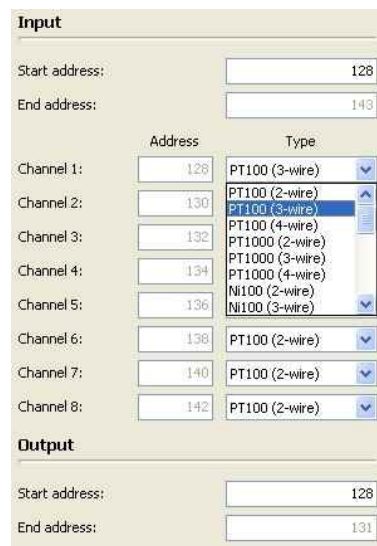 Input
Start address: 128
End address: 143
Address Type
Channel 1: 128 PT100 (3-wire)
Channel 2: 130 PT100 (2-wire)
PT100 (3-wire)
Channel 3: 132 PT100 (4-wire)
PT1000 (2-wire)
Channel 4: 134 PT1000 (3-wire)
PT1000 (4-wire)
Channel 5: 136 Ni100 (2-wire)
Ni100 (3-wire)
Channel 6: 138 PT100 (2-wire)
Channel 7: 140 PT100 (2-wire)
Channel 8: 142 PT100 (2-wire)
Output
Start address: 128
End address: 131